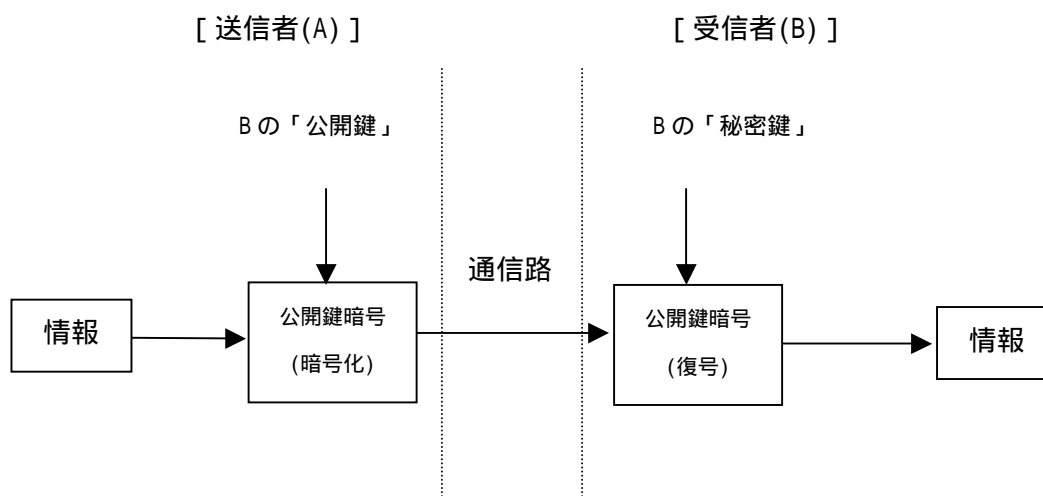 [ 送信者(A) ]
[ 受信者(B) ]
Bの「公開鍵」
Bの「秘密鍵」
通信路
情報
公開鍵暗号
(暗号化)
公開鍵暗号
(復号)
情報